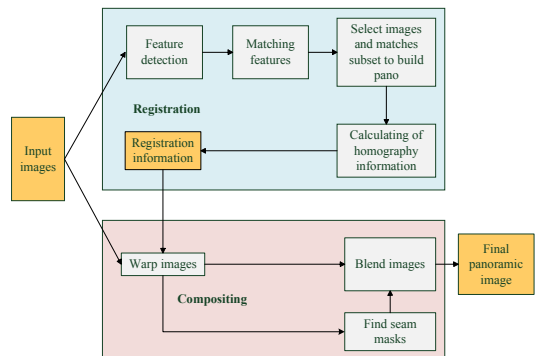 Feature
detection
Matching
features
Select images
and matches
subset to build
pano
Registration
Input
images
Registration
information
Calculating of
homography
information
Warp images
Blend images
Final
panoramic
image
Compositing
Find seam
masks